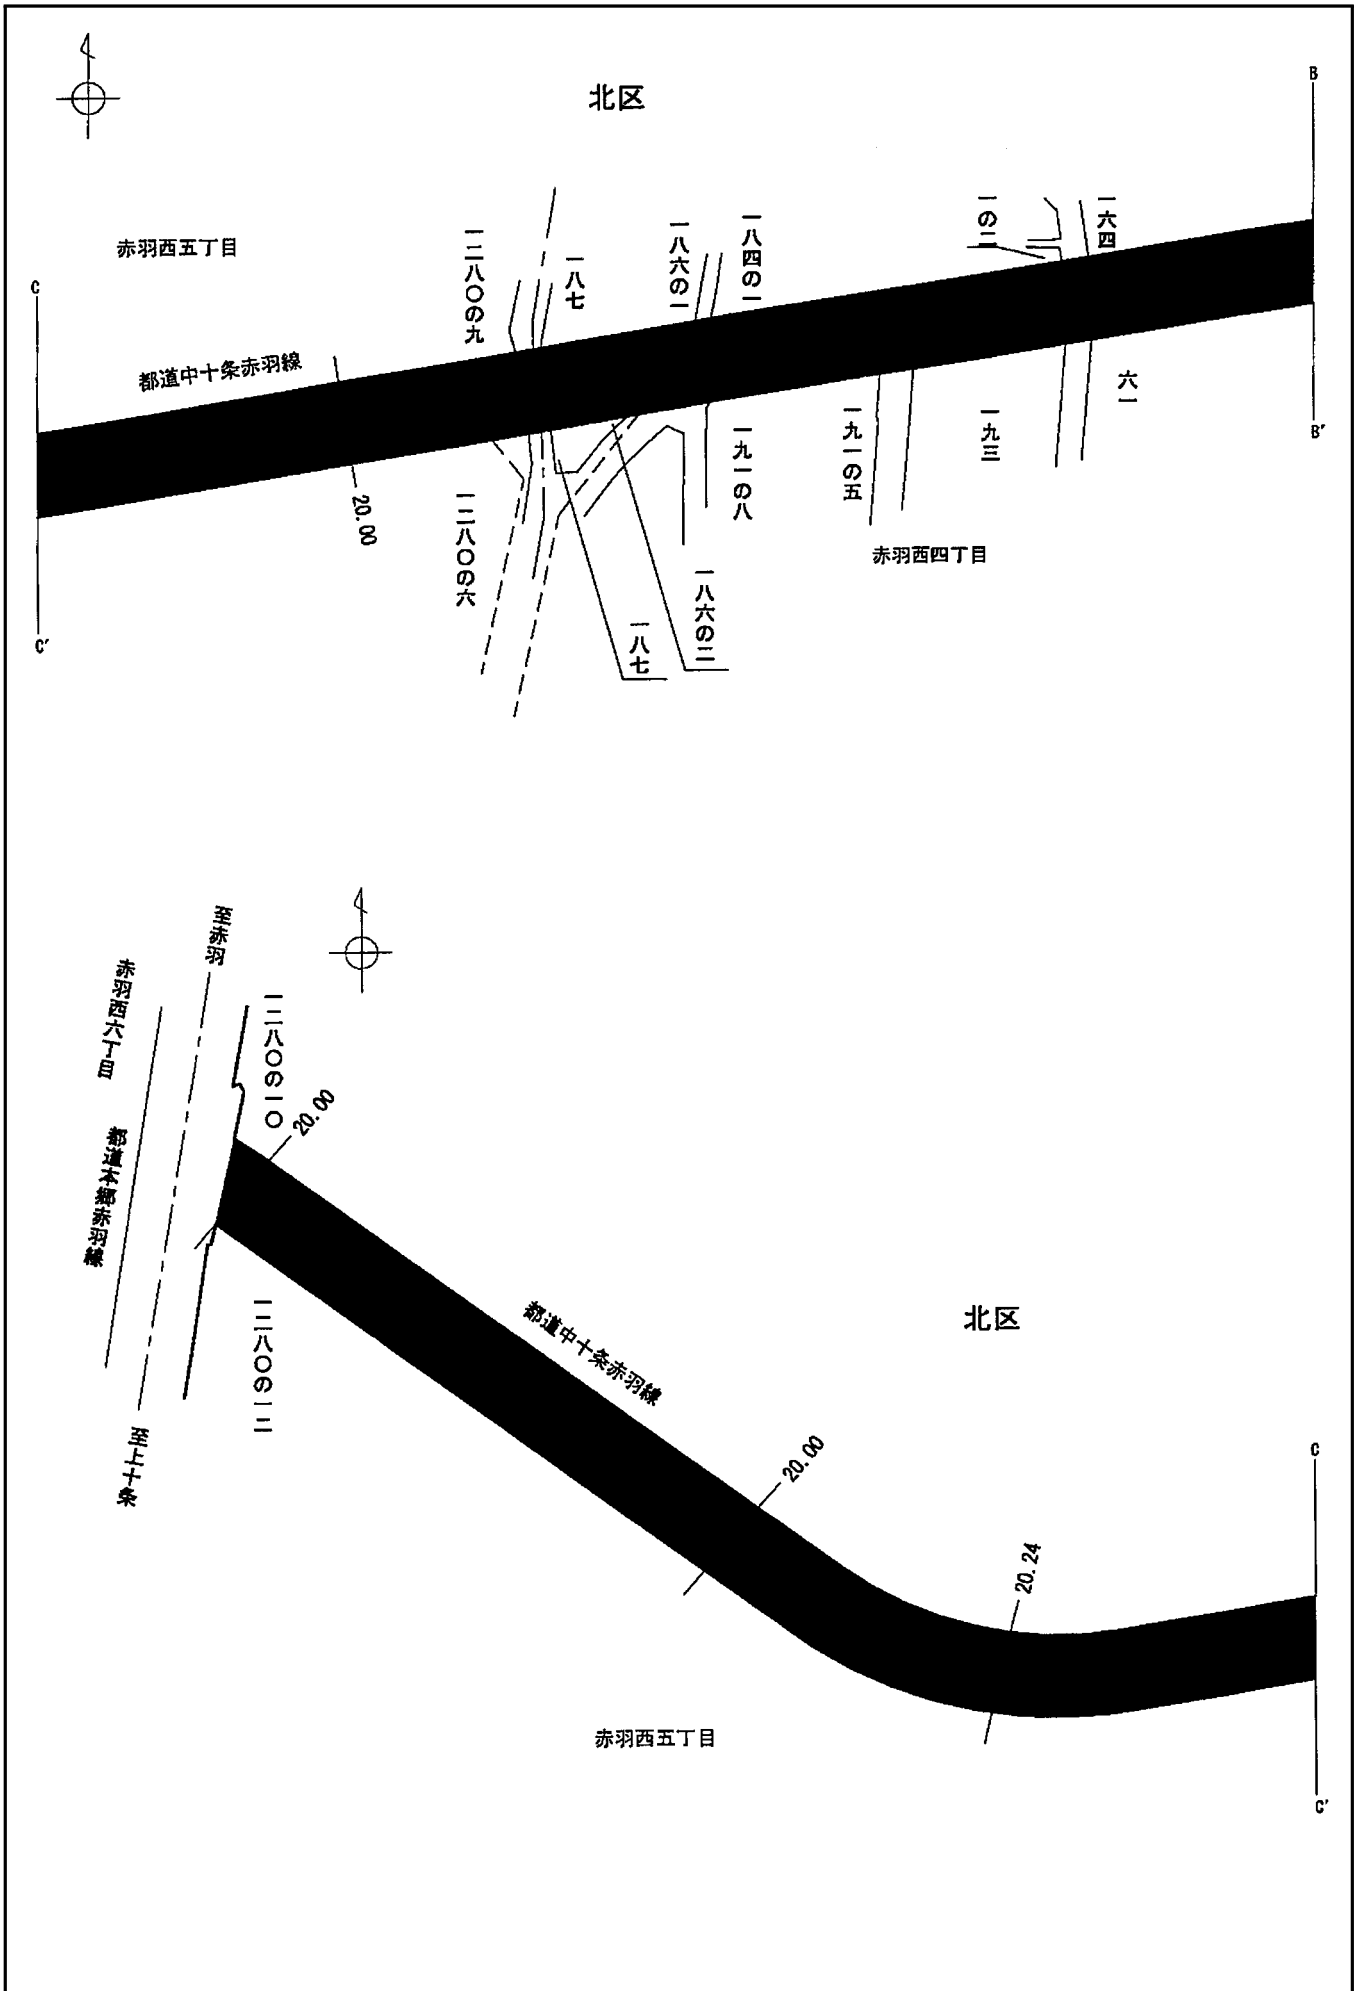 北区
B
赤羽西五丁目
C
都道中十条赤羽線
20.00
一二八〇の九
一八七
一八六の一
一八四の一
一の二
一六四
B'
六一
一九三
一九一の五
一九一の八
赤羽西四丁目
一二八〇の六
一八六の二
一八七
C'
至赤羽
赤羽西六丁目
一二八〇の一〇
20.00
都道本郷赤羽線
一二八〇の一二
至上十条
都道中十条赤羽線
北区
20.00
20.24
C
赤羽西五丁目
C'